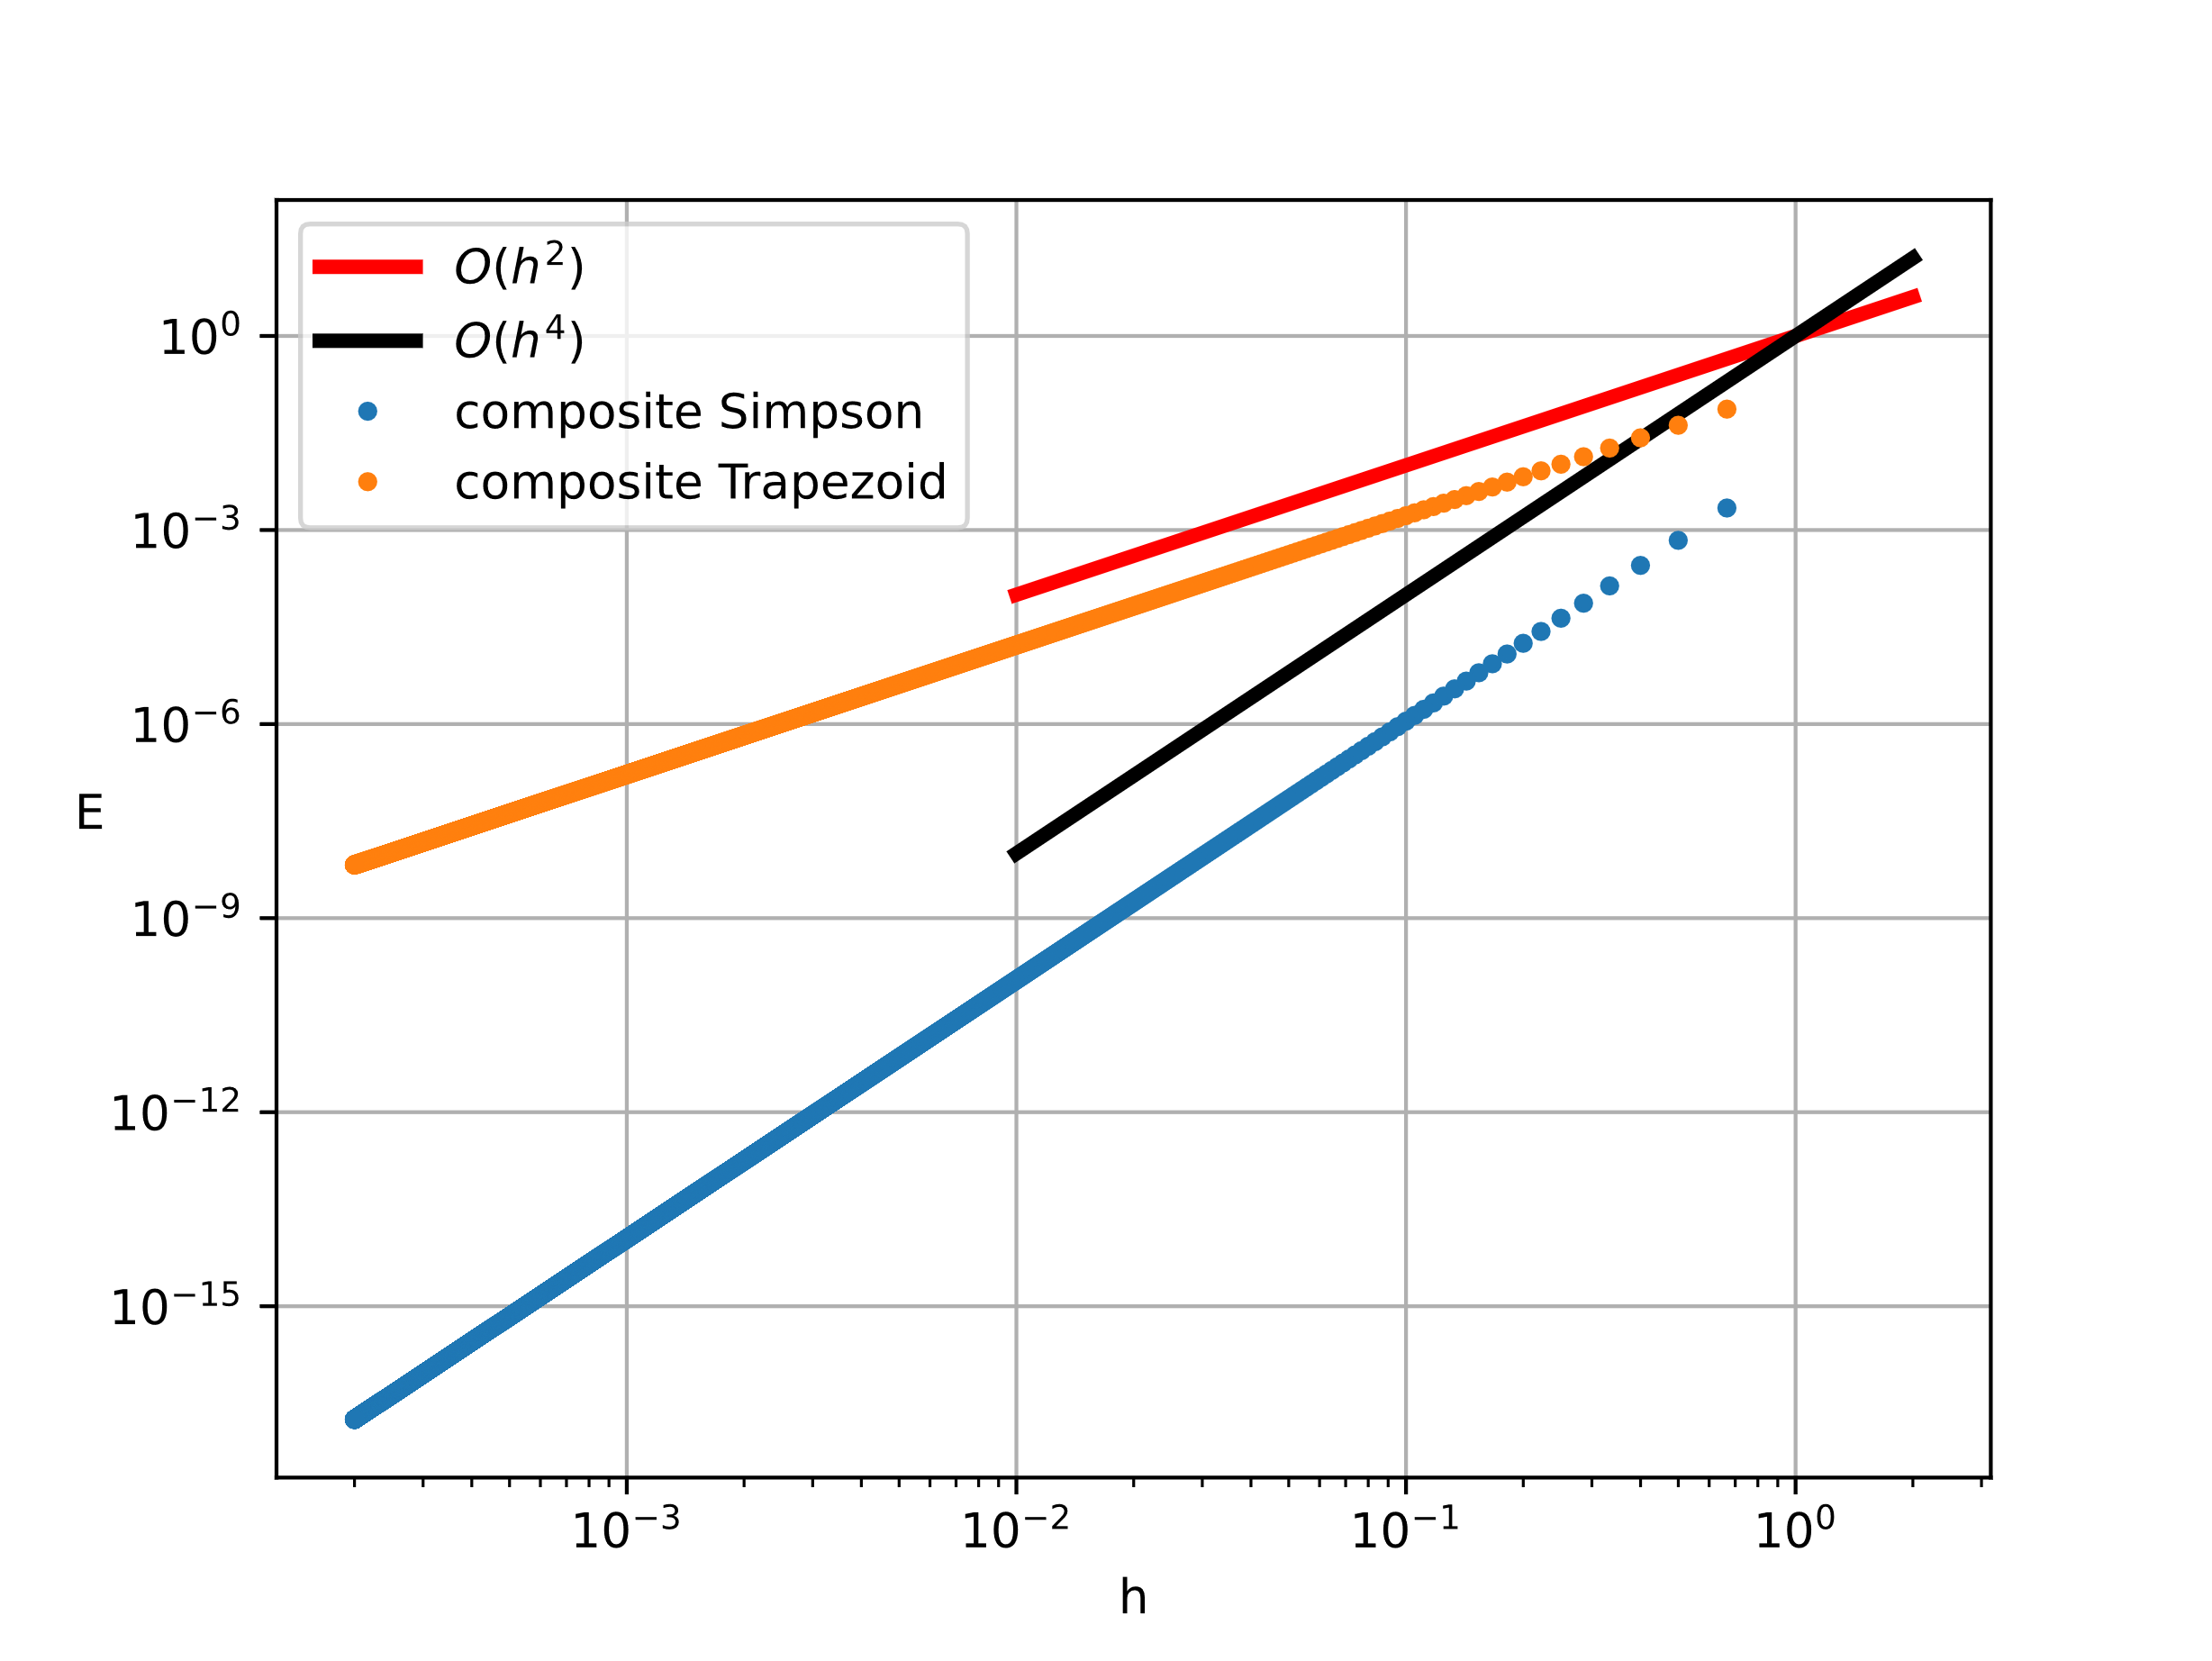 O(h²)
O(h⁴)
composite Simpson
composite Trapezoid
10⁰
10⁻³
10⁻⁶
10⁻⁹
10⁻¹²
10⁻¹⁵
E
10⁻³ 10⁻² 10⁻¹ 10⁰
h